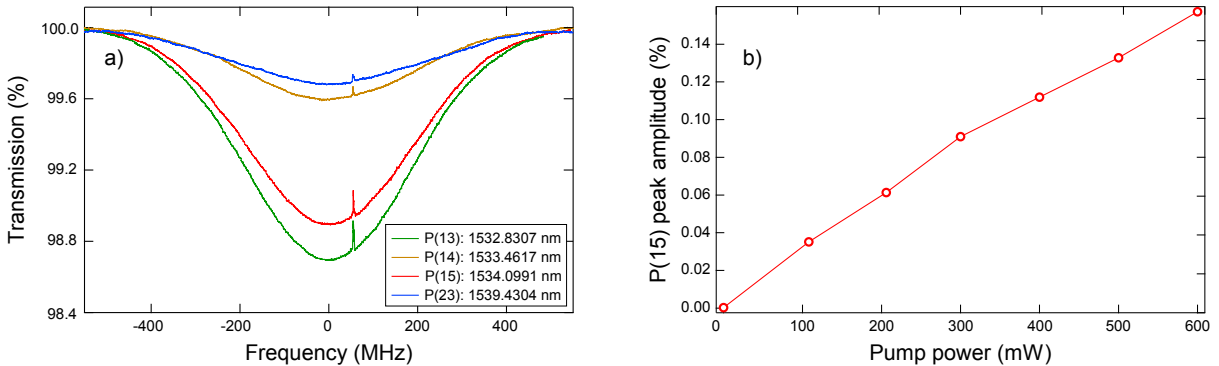 a)
100.0
99.6
99.2
98.8
98.4
Transmission (%)
-400
-200
0
200
400
Frequency (MHz)
P(13): 1532.8307 nm
P(14): 1533.4617 nm
P(15): 1534.0991 nm
P(23): 1539.4304 nm
b)
0.14
0.12
0.10
0.08
0.06
0.04
0.02
0.00
P(15) peak amplitude (%)
0
100
200
300
400
500
600
Pump power (mW)